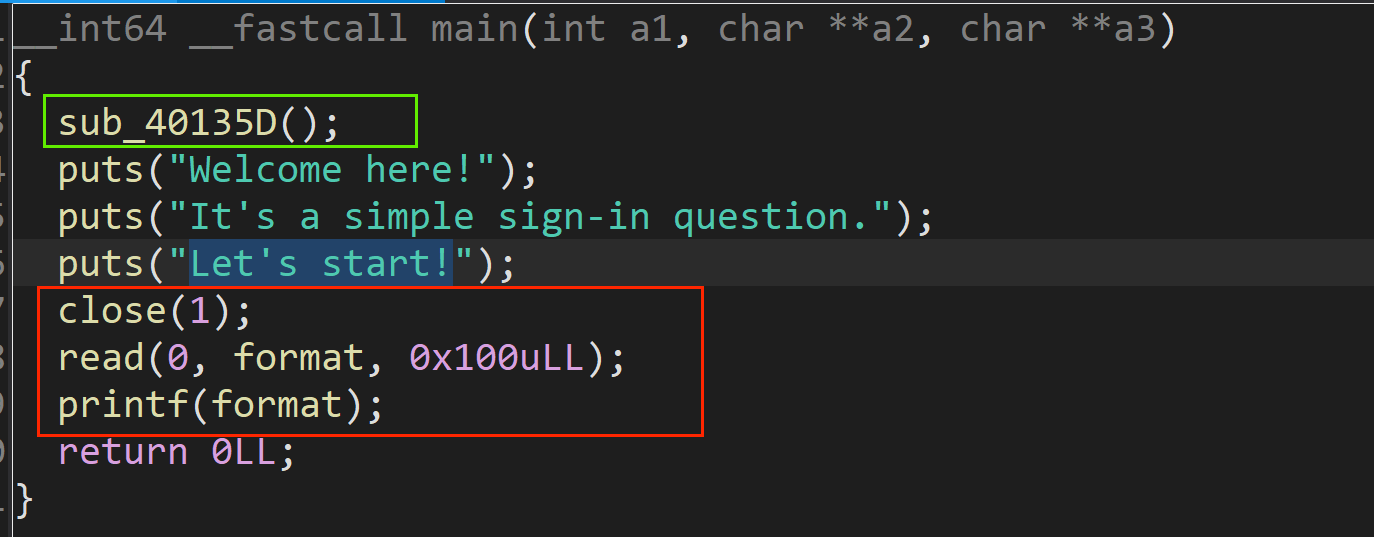 __int64 __fastcall main(int a1, char **a2, char **a3)
{
sub_40135D();
puts("Welcome here!");
puts("It's a simple sign-in question.");
puts("Let's start!");
close(1);
read(0, format, 0x100uLL);
printf(format);
return 0LL;
}